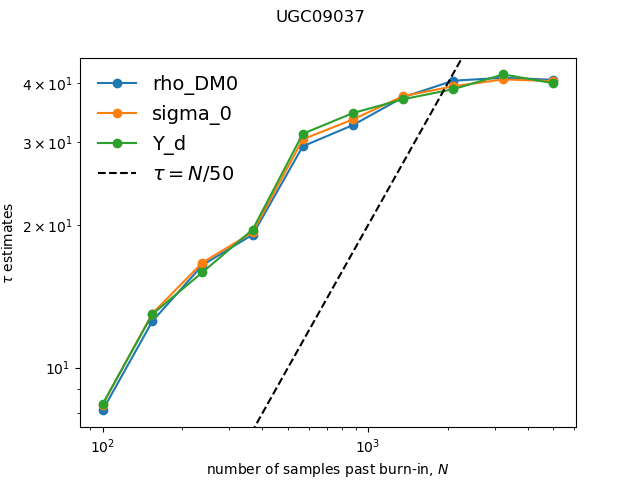 UGC09037
τ estimates
4 × 10¹
3 × 10¹
2 × 10¹
10¹
rho_DM0
sigma_0
Y_d
τ = N/50
10²
10³
number of samples past burn-in, N